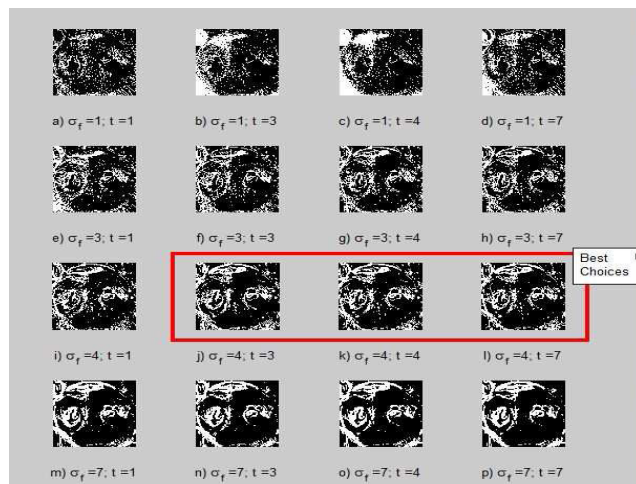 a) σf =1; t =1
b) σf =1; t =3
c) σf =1; t =4
d) σf =1; t =7
e) σf =3; t =1
f) σf =3; t =3
g) σf =3; t =4
h) σf =3; t =7
Best
Choices
i) σf =4; t =1
j) σf =4; t =3
k) σf =4; t =4
l) σf =4; t =7
m) σf =7; t =1
n) σf =7; t =3
o) σf =7; t =4
p) σf =7; t =7